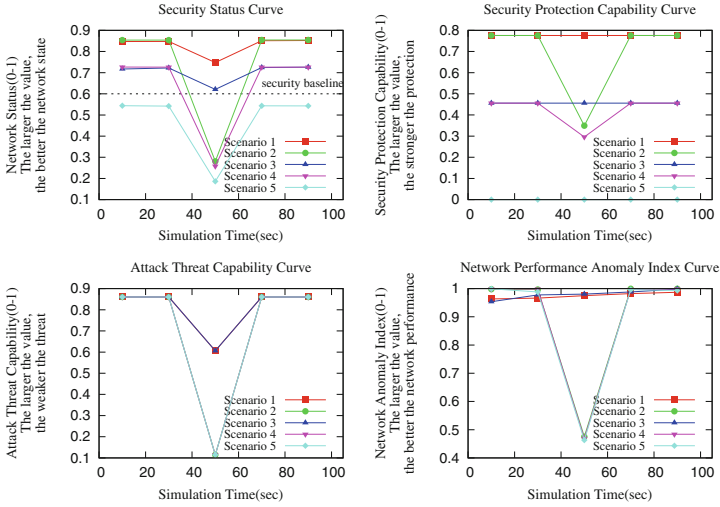 Security Status Curve
Network Status(0-1)
The larger the value,
the better the network state
0.9
0.8
0.7
0.6
0.5
0.4
0.3
0.2
0.1
security baseline
Scenario 1
Scenario 2
Scenario 3
Scenario 4
Scenario 5
0 20 40 60 80 100
Simulation Time(sec)
Security Protection Capability Curve
Security Protection Capability(0-1)
The larger the value,
the stronger the protection
0.8
0.7
0.6
0.5
0.4
0.3
0.2
0.1
0
Scenario 1
Scenario 2
Scenario 3
Scenario 4
Scenario 5
0 20 40 60 80 100
Simulation Time(sec)
Attack Threat Capability Curve
Attack Threat Capability(0-1)
The larger the value,
the weaker the threat
0.9
0.8
0.7
0.6
0.5
0.4
0.3
0.2
0.1
Scenario 1
Scenario 2
Scenario 3
Scenario 4
Scenario 5
0 20 40 60 80 100
Simulation Time(sec)
Network Performance Anomaly Index Curve
Network Anomaly Index(0-1)
The larger the value,
the better the network performance
1
0.9
0.8
0.7
0.6
0.5
0.4
Scenario 1
Scenario 2
Scenario 3
Scenario 4
Scenario 5
0 20 40 60 80 100
Simulation Time(sec)